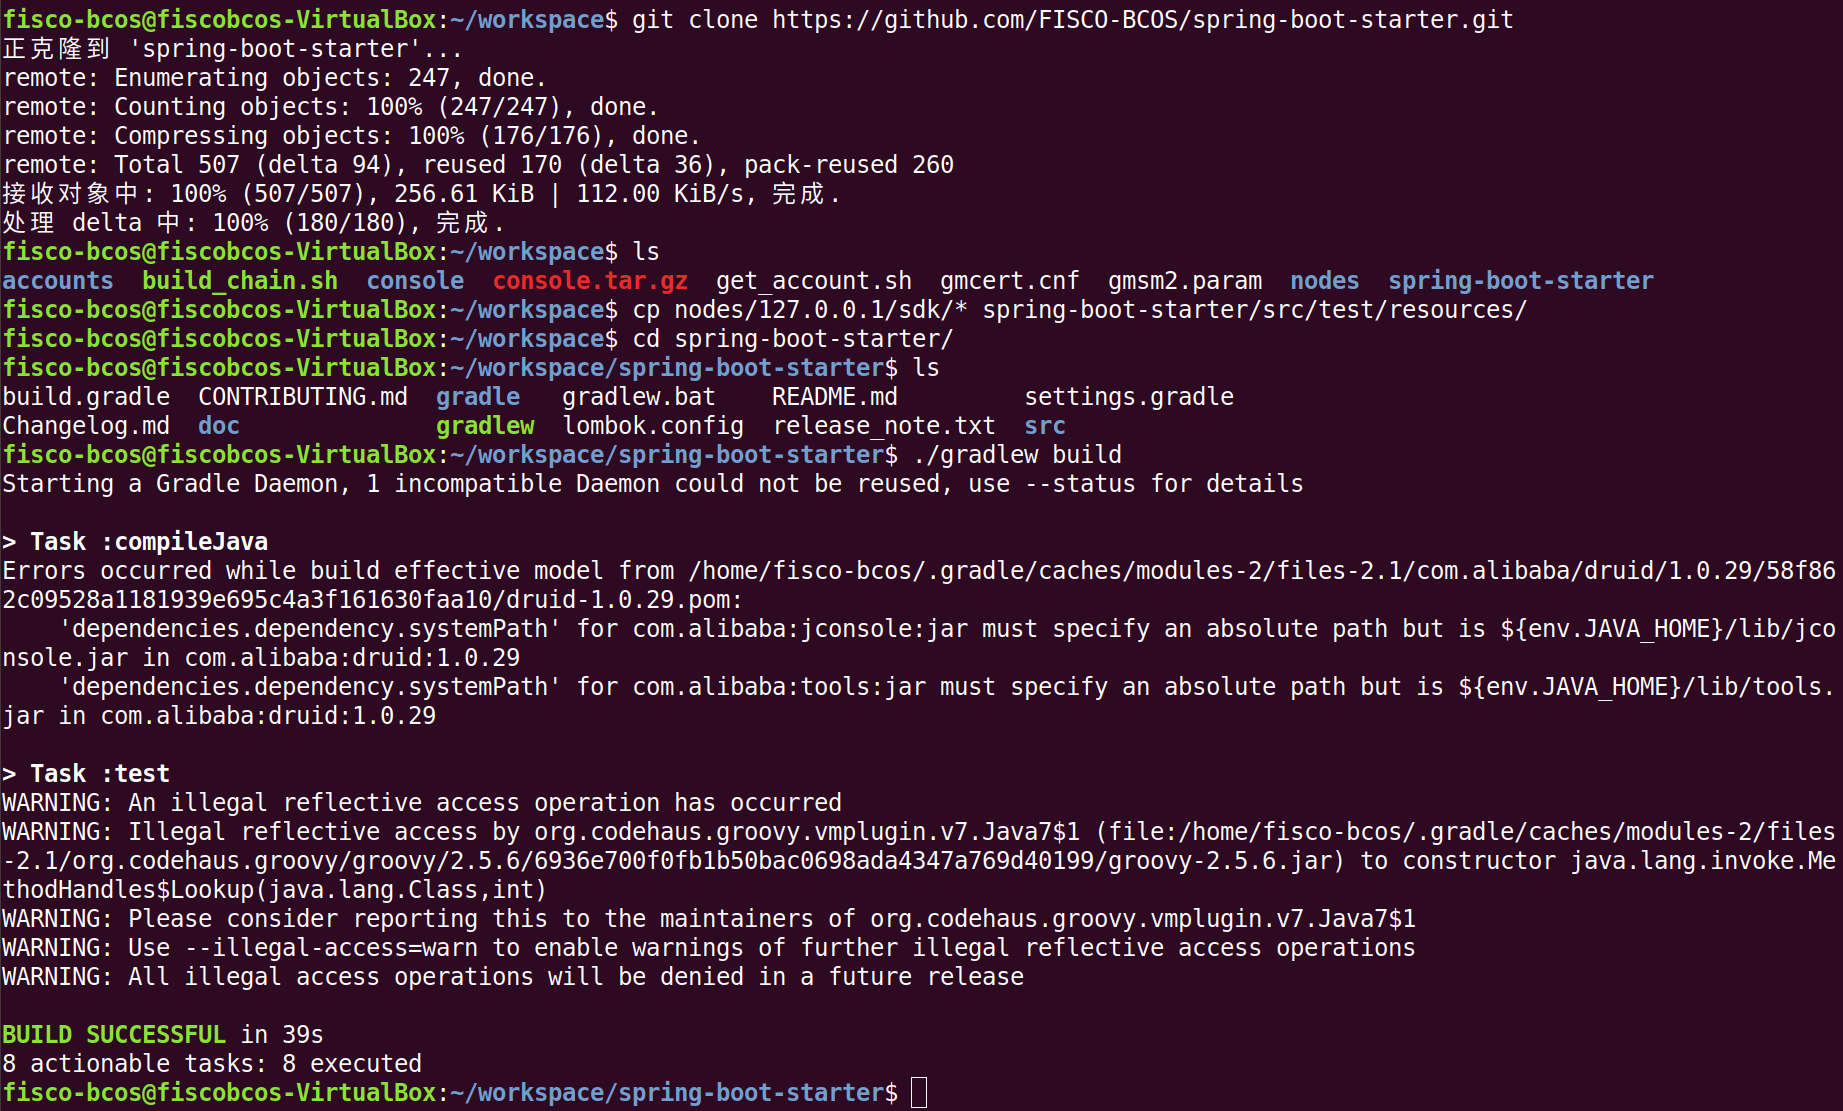 fisco-bcos@fiscobcos-VirtualBox:~/workspace$ git clone https://github.com/FISCO-BCOS/spring-boot-starter.git
正克隆到 'spring-boot-starter'...
remote: Enumerating objects: 247, done.
remote: Counting objects: 100% (247/247), done.
remote: Compressing objects: 100% (176/176), done.
remote: Total 507 (delta 94), reused 170 (delta 36), pack-reused 260
接收对象中: 100% (507/507), 256.61 KiB | 112.00 KiB/s, 完成.
处理 delta 中: 100% (180/180), 完成.
fisco-bcos@fiscobcos-VirtualBox:~/workspace$ ls
accounts  build_chain.sh  console  console.tar.gz  get_account.sh  gmcert.cnf  gmsm2.param  nodes  spring-boot-starter
fisco-bcos@fiscobcos-VirtualBox:~/workspace$ cp nodes/127.0.0.1/sdk/* spring-boot-starter/src/test/resources/
fisco-bcos@fiscobcos-VirtualBox:~/workspace$ cd spring-boot-starter/
fisco-bcos@fiscobcos-VirtualBox:~/workspace/spring-boot-starter$ ls
build.gradle  CONTRIBUTING.md  gradle   gradlew.bat    README.md         settings.gradle
Changelog.md  doc              gradlew  lombok.config  release_note.txt  src
fisco-bcos@fiscobcos-VirtualBox:~/workspace/spring-boot-starter$ ./gradlew build
Starting a Gradle Daemon, 1 incompatible Daemon could not be reused, use --status for details
> Task :compileJava
Errors occurred while build effective model from /home/fisco-bcos/.gradle/caches/modules-2/files-2.1/com.alibaba/druid/1.0.29/58f86
2c09528a1181939e695c4a3f161630faa10/druid-1.0.29.pom:
    'dependencies.dependency.systemPath' for com.alibaba:jconsole:jar must specify an absolute path but is ${env.JAVA_HOME}/lib/jco
nsole.jar in com.alibaba:druid:1.0.29
    'dependencies.dependency.systemPath' for com.alibaba:tools:jar must specify an absolute path but is ${env.JAVA_HOME}/lib/tools.
jar in com.alibaba:druid:1.0.29
> Task :test
WARNING: An illegal reflective access operation has occurred
WARNING: Illegal reflective access by org.codehaus.groovy.vmplugin.v7.Java7$1 (file:/home/fisco-bcos/.gradle/caches/modules-2/files
-2.1/org.codehaus.groovy/groovy/2.5.6/6936e700f0fb1b50bac0698ada4347a769d40199/groovy-2.5.6.jar) to constructor java.lang.invoke.Me
thodHandles$Lookup(java.lang.Class,int)
WARNING: Please consider reporting this to the maintainers of org.codehaus.groovy.vmplugin.v7.Java7$1
WARNING: Use --illegal-access=warn to enable warnings of further illegal reflective access operations
WARNING: All illegal access operations will be denied in a future release
BUILD SUCCESSFUL in 39s
8 actionable tasks: 8 executed
fisco-bcos@fiscobcos-VirtualBox:~/workspace/spring-boot-starter$